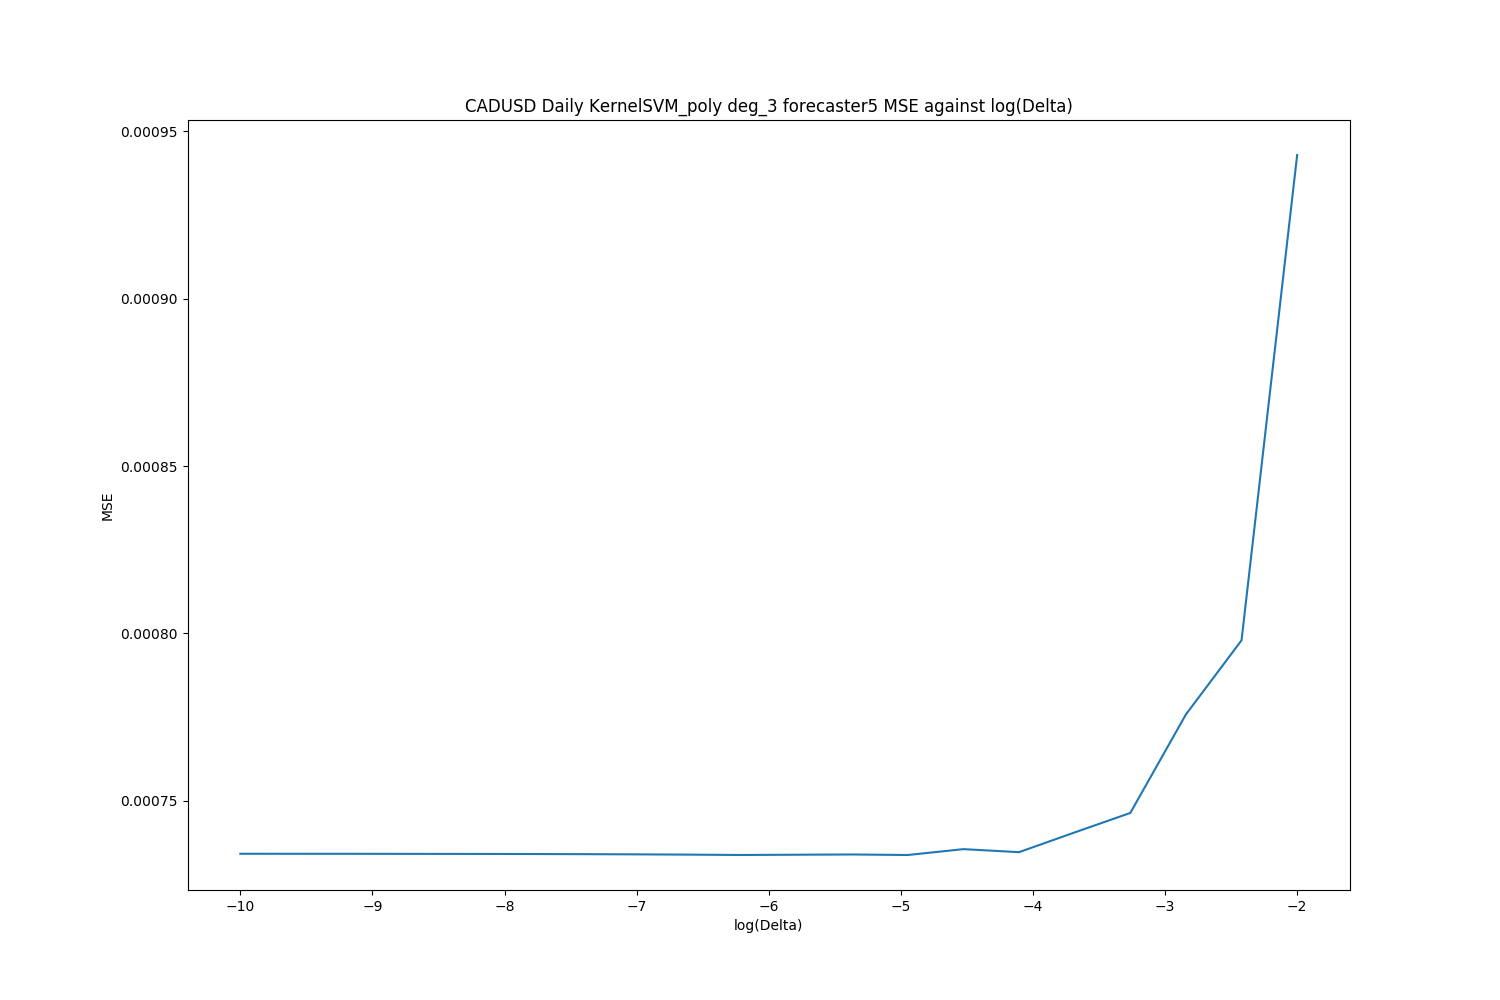 CADUSD Daily KernelSVM_poly deg_3 forecaster5 MSE against log(Delta)
0.00095
0.00090
0.00085
MSE
0.00080
0.00075
−10 −9 −8 −7 −6 −5 −4 −3 −2
log(Delta)